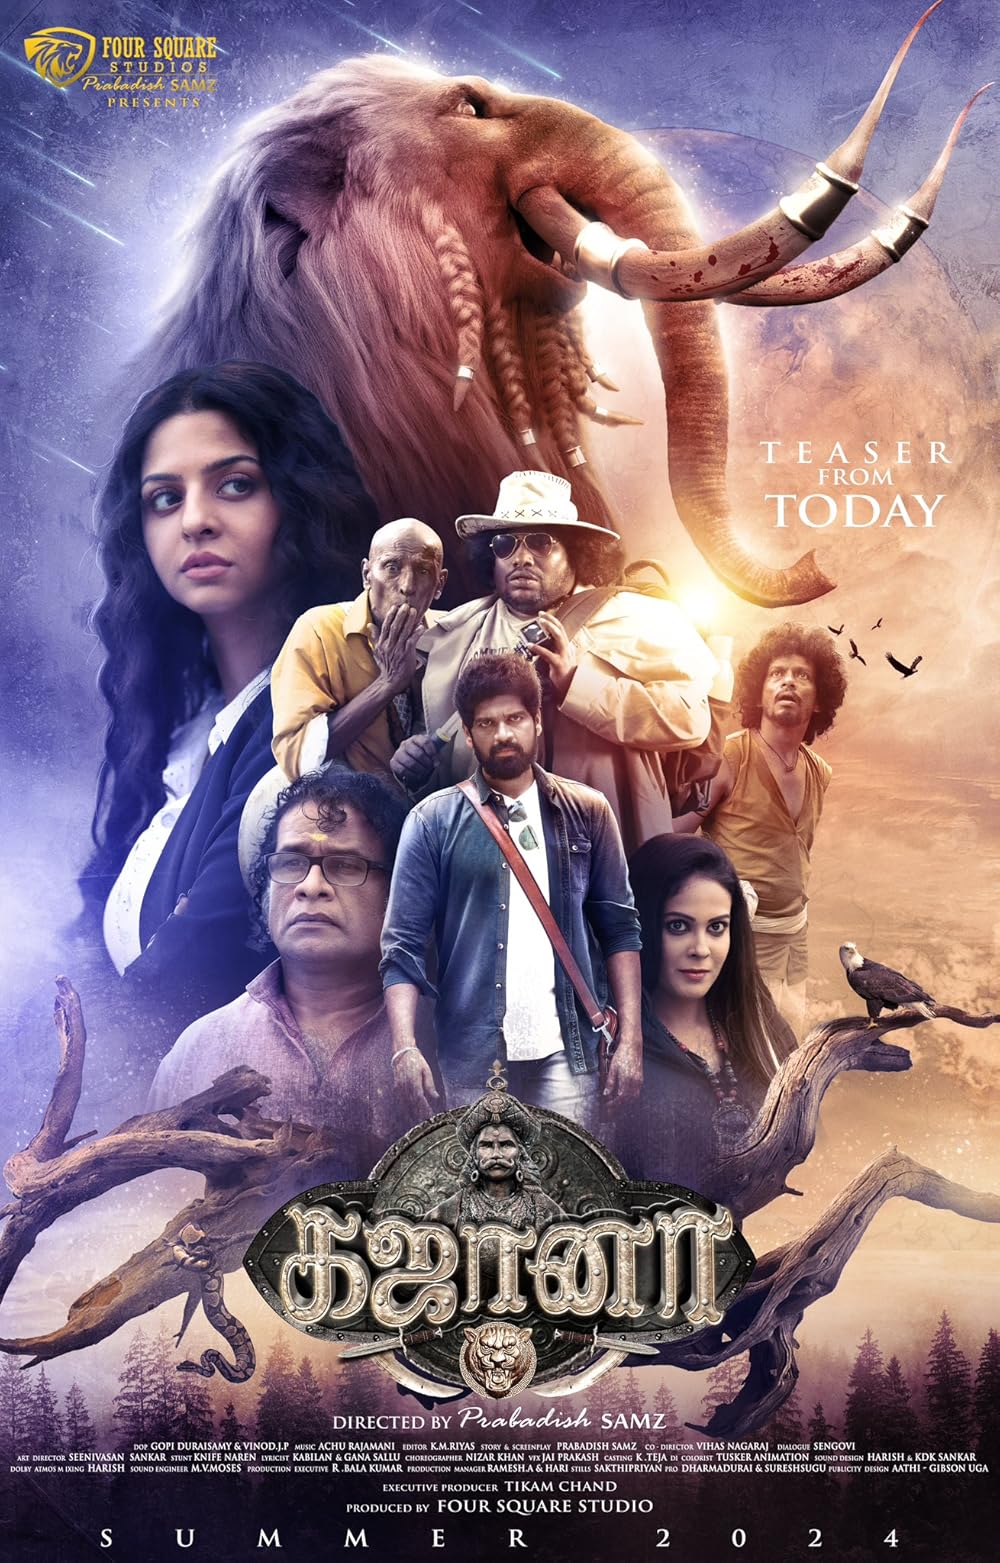 FOUR SQUARE
STUDIOS
Prabadish SAMZ
PRESENTS
TEASER
FROM
TODAY
கஜானா
DIRECTED BY Prabadish SAMZ
DOP GOPI DURAISAMY & VINOD.J.P MUSIC ACHU RAJAMANI EDITOR K.M.RIYAS STORY & SCREENPLAY PRABADISH SAMZ CO-DIRECTOR VIHAS NAGARAJ DIALOGUE SENGOVI
ART DIRECTOR SEENIVASAN SANKAR STUNT KNIFE NAREN LYRICIST KABILAN & GANA SALLU CHOREOGRAPHER NIZAR KHAN VFX JAI PRAKASH CASTING K.TEJA DI COLORIST TUSKER ANIMATION SOUND DESIGN HARISH & KDK SANKAR
DOLBY ATMOS MIXING HARISH SOUND ENGINEER M.V.MOSES PRODUCTION EXECUTIVE R.BALA KUMAR PRODUCTION MANAGER RAMESH.A & HARI STILLS SAKTHIPRIYAN PRO DHARMADURAI & SURESHSUGU PUBLICITY DESIGN AATHI - GIBSON UGA
EXECUTIVE PRODUCER TIKAM CHAND
PRODUCED BY FOUR SQUARE STUDIO
SUMMER 2024